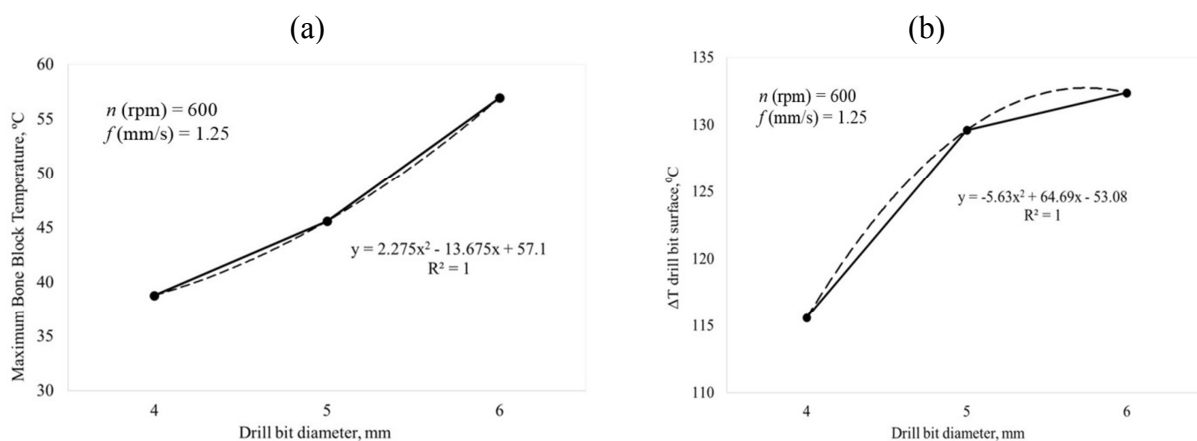 (a)
60
55
50
45
40
35
30
Maximum Bone Block Temperature, ºC
n (rpm) = 600
f (mm/s) = 1.25
y = 2.275x² - 13.675x + 57.1
R² = 1
4 5 6
Drill bit diameter, mm
(b)
135
130
125
120
115
110
ΔT drill bit surface,⁰C
n (rpm) = 600
f (mm/s) = 1.25
y = -5.63x² + 64.69x - 53.08
R² = 1
4 5 6
Drill bit diameter, mm